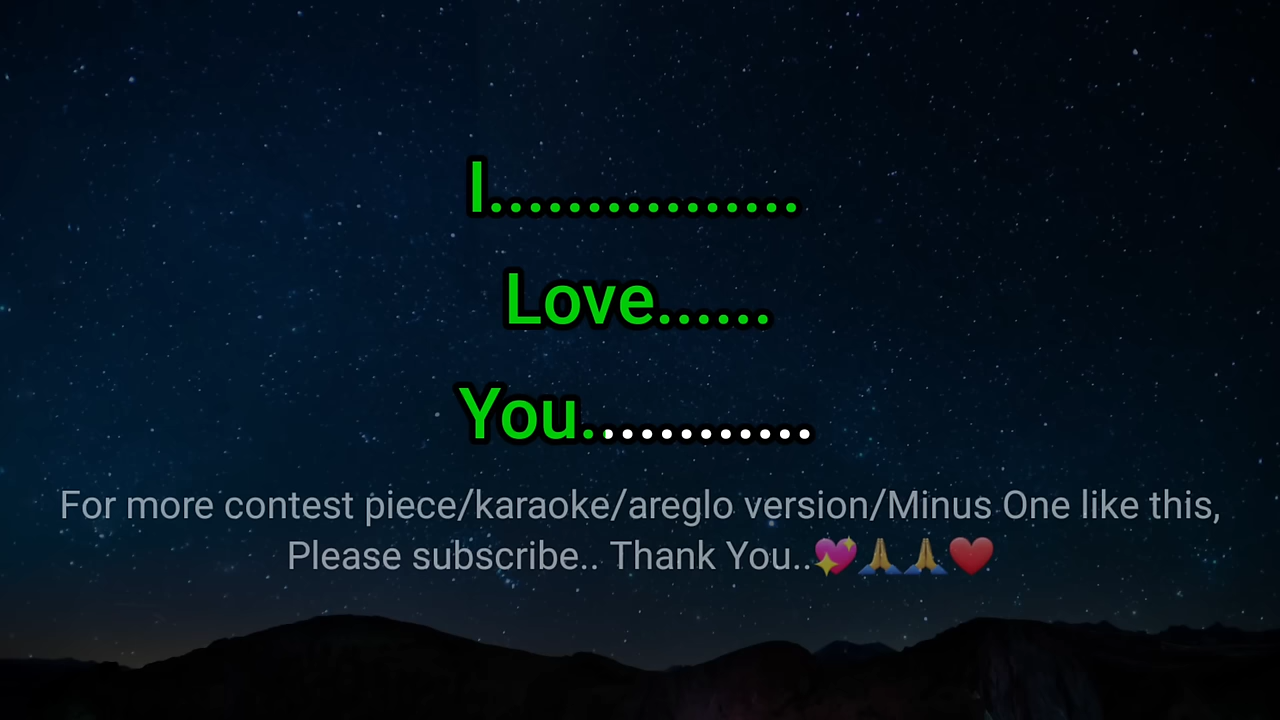 I................
Love......
You............
For more contest piece/karaoke/areglo version/Minus One like this,
Please subscribe.. Thank You..💖🙏🙏❤️